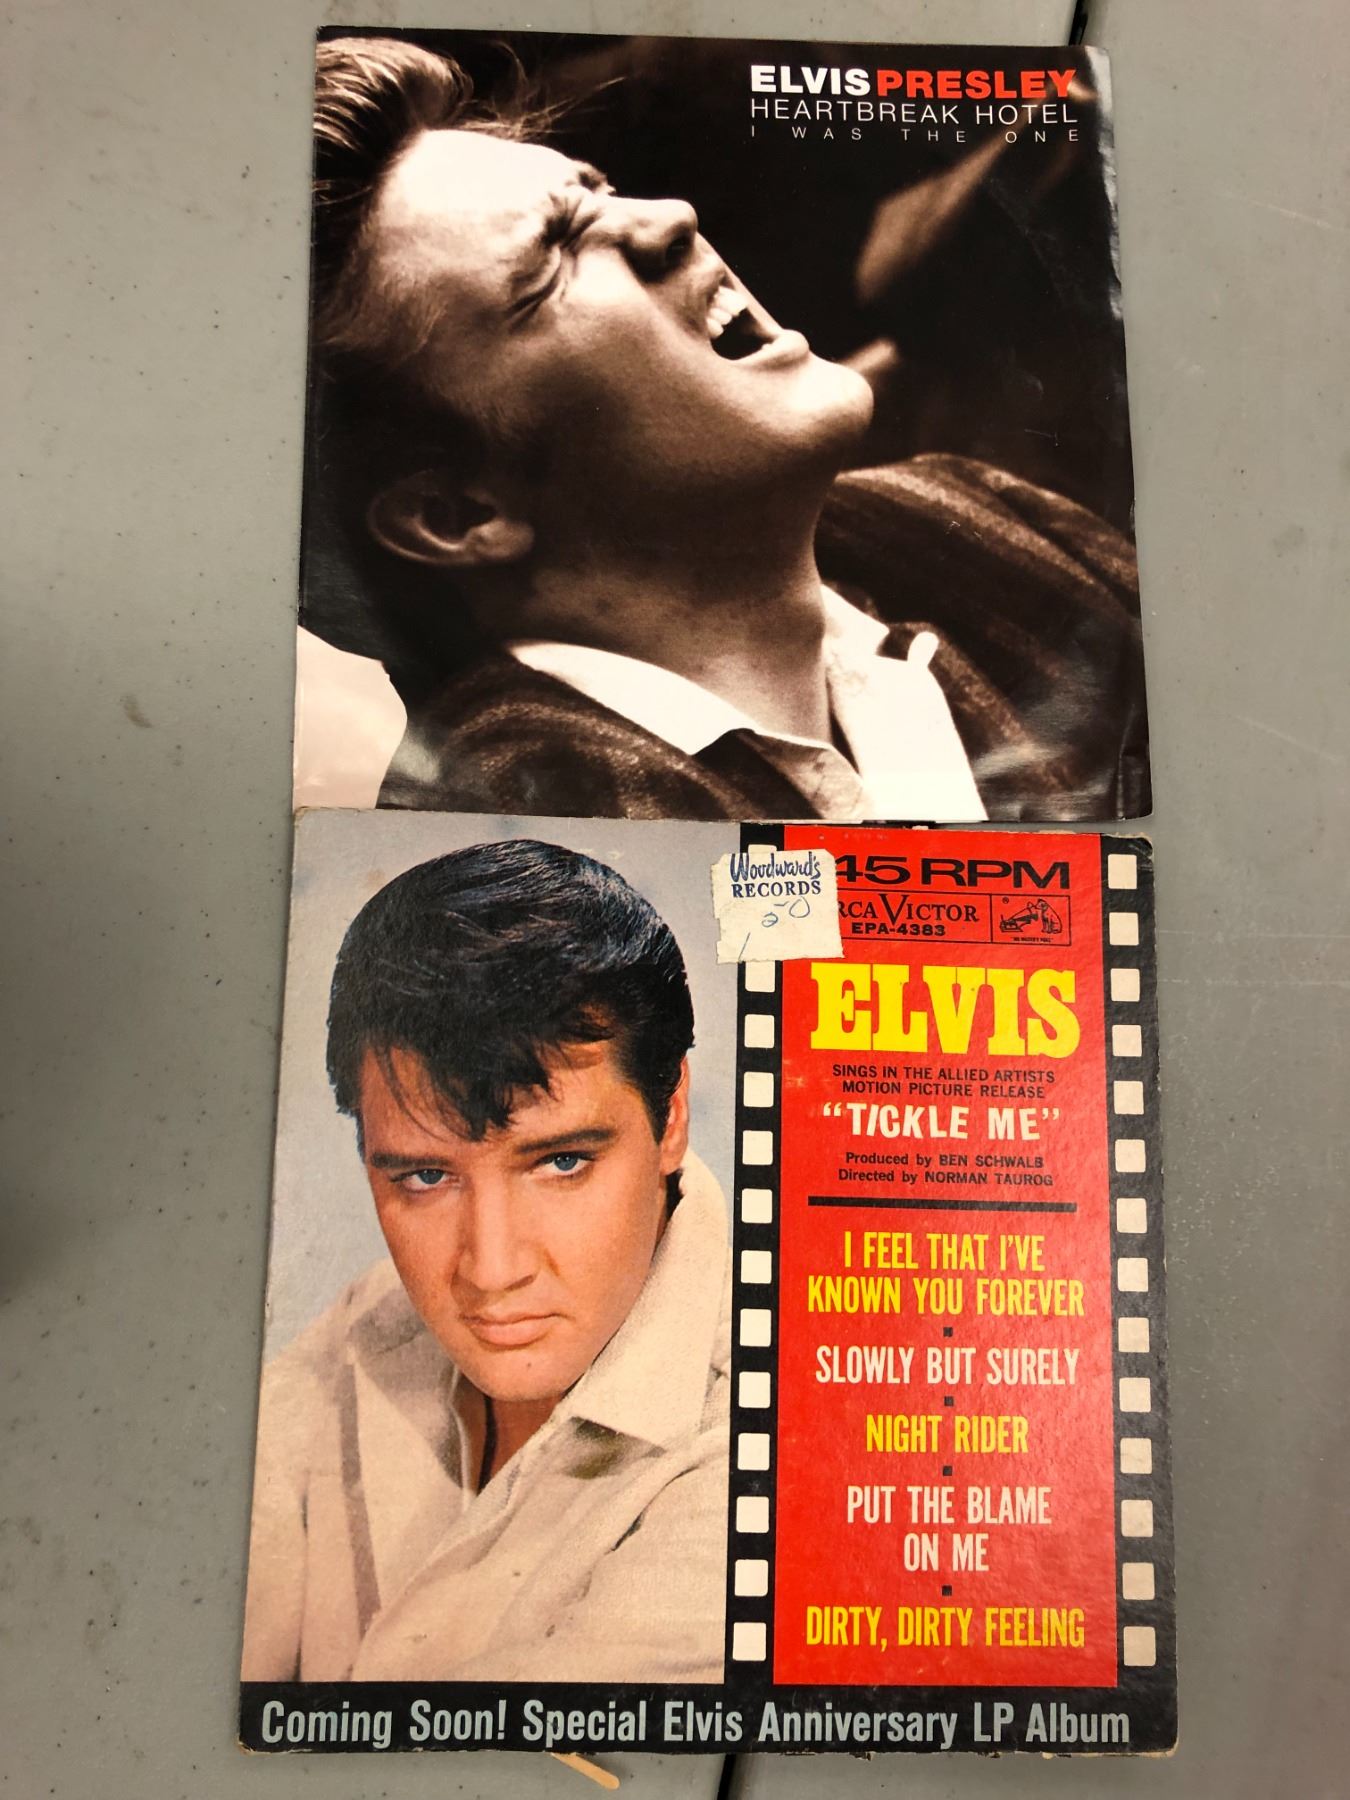 ELVIS PRESLEY
HEARTBREAK HOTEL
I WAS THE ONE
Woodward's
RECORDS
45 RPM
RCA VICTOR
EPA-4383
"HIS MASTER'S VOICE"
ELVIS
SINGS IN THE ALLIED ARTISTS
MOTION PICTURE RELEASE
"TICKLE ME"
Produced by BEN SCHWALB
Directed by NORMAN TAUROG
I FEEL THAT I'VE
KNOWN YOU FOREVER
SLOWLY BUT SURELY
NIGHT RIDER
PUT THE BLAME
ON ME
DIRTY, DIRTY FEELING
Coming Soon! Special Elvis Anniversary LP Album